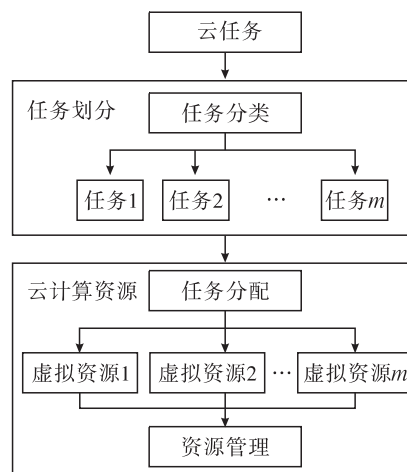 云任务
任务划分
任务分类
任务1 任务2 … 任务m
云计算资源
任务分配
虚拟资源1 虚拟资源2 … 虚拟资源m
资源管理